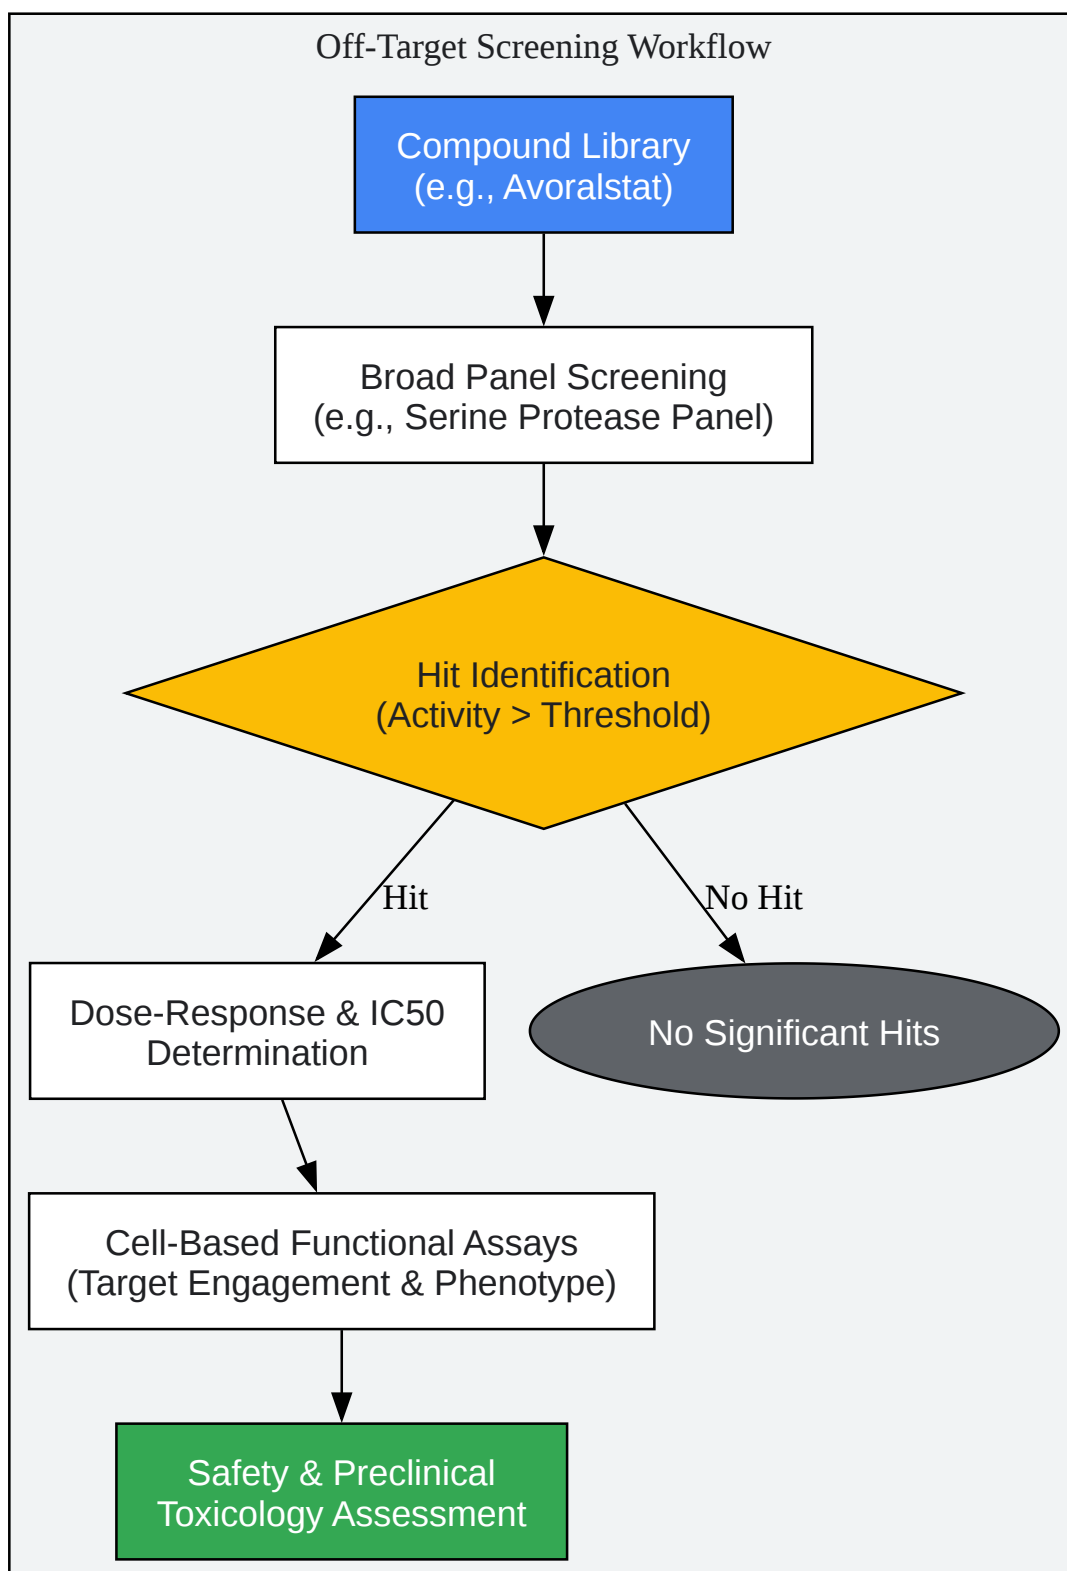 Off-Target Screening Workflow
Compound Library
(e.g., Avoralstat)
Broad Panel Screening
(e.g., Serine Protease Panel)
Hit Identification
(Activity > Threshold)
Hit
No Hit
Dose-Response & IC50
Determination
No Significant Hits
Cell-Based Functional Assays
(Target Engagement & Phenotype)
Safety & Preclinical
Toxicology Assessment